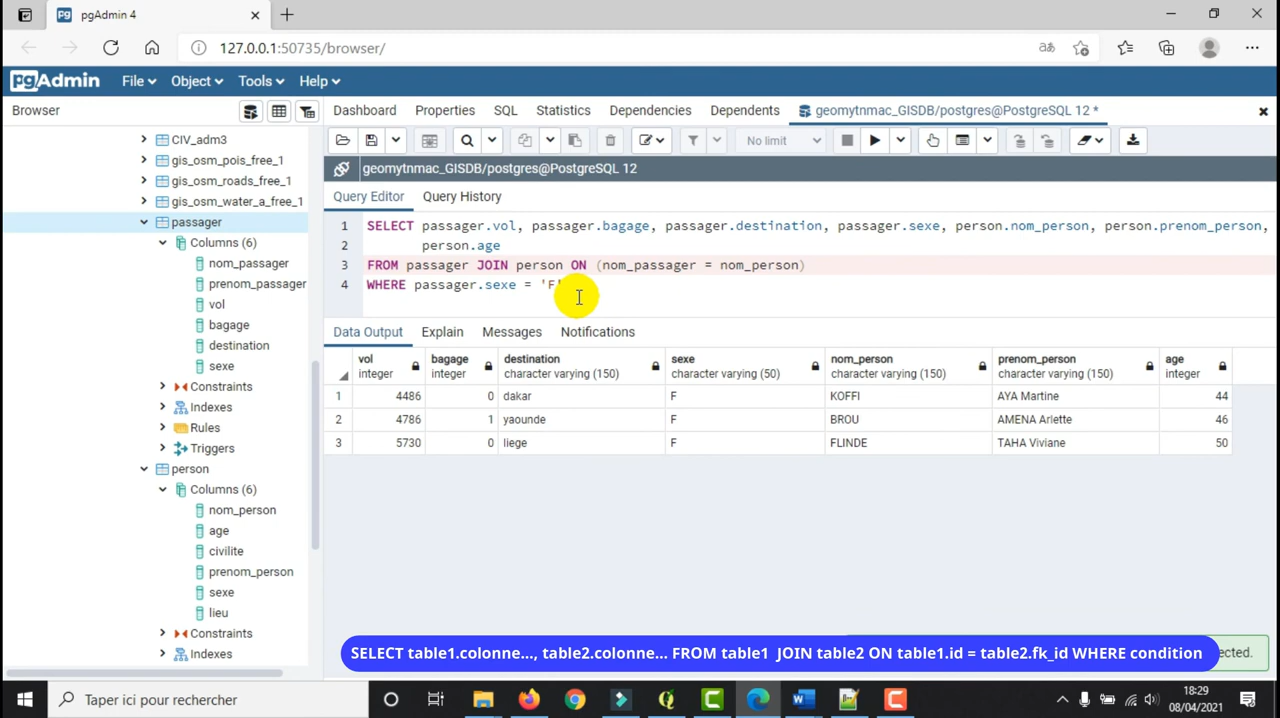 pgAdmin 4
127.0.0.1:50735/browser/
pgAdmin File Object Tools Help
Browser
Dashboard Properties SQL Statistics Dependencies Dependents geomytnmac_GISDB/postgres@PostgreSQL 12 *
No limit
geomytnmac_GISDB/postgres@PostgreSQL 12
Query Editor Query History
1 SELECT passager.vol, passager.bagage, passager.destination, passager.sexe, person.nom_person, person.prenom_person,
2 person.age
3 FROM passager JOIN person ON (nom_passager = nom_person)
4 WHERE passager.sexe = 'F'
CIV_adm3
gis_osm_pois_free_1
gis_osm_roads_free_1
gis_osm_water_a_free_1
passager
Columns (6)
nom_passager
prenom_passager
vol
bagage
destination
sexe
Constraints
Indexes
Rules
Triggers
person
Columns (6)
nom_person
age
civilite
prenom_person
sexe
lieu
Constraints
Indexes
Data Output Explain Messages Notifications
vol bagage destination sexe nom_person prenom_person age
integer integer character varying (150) character varying (50) character varying (150) character varying (150) integer
1 4486 0 dakar F KOFFI AYA Martine 44
2 4786 1 yaounde F BROU AMENA Arlette 46
3 5730 0 liege F FLINDE TAHA Viviane 50
SELECT table1.colonne..., table2.colonne... FROM table1 JOIN table2 ON table1.id = table2.fk_id WHERE condition
Taper ici pour rechercher
18:29
08/04/2021